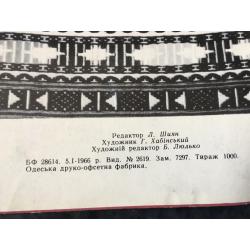 Редактор Л. Шиян
Художник Г. Хабінський
Художній редактор Б. Люлько
БФ 28614. 5.I-1966 р. Вид. № 2619. Зам. 7297. Тираж 1000.
Одеська друко-офсетна фабрика.